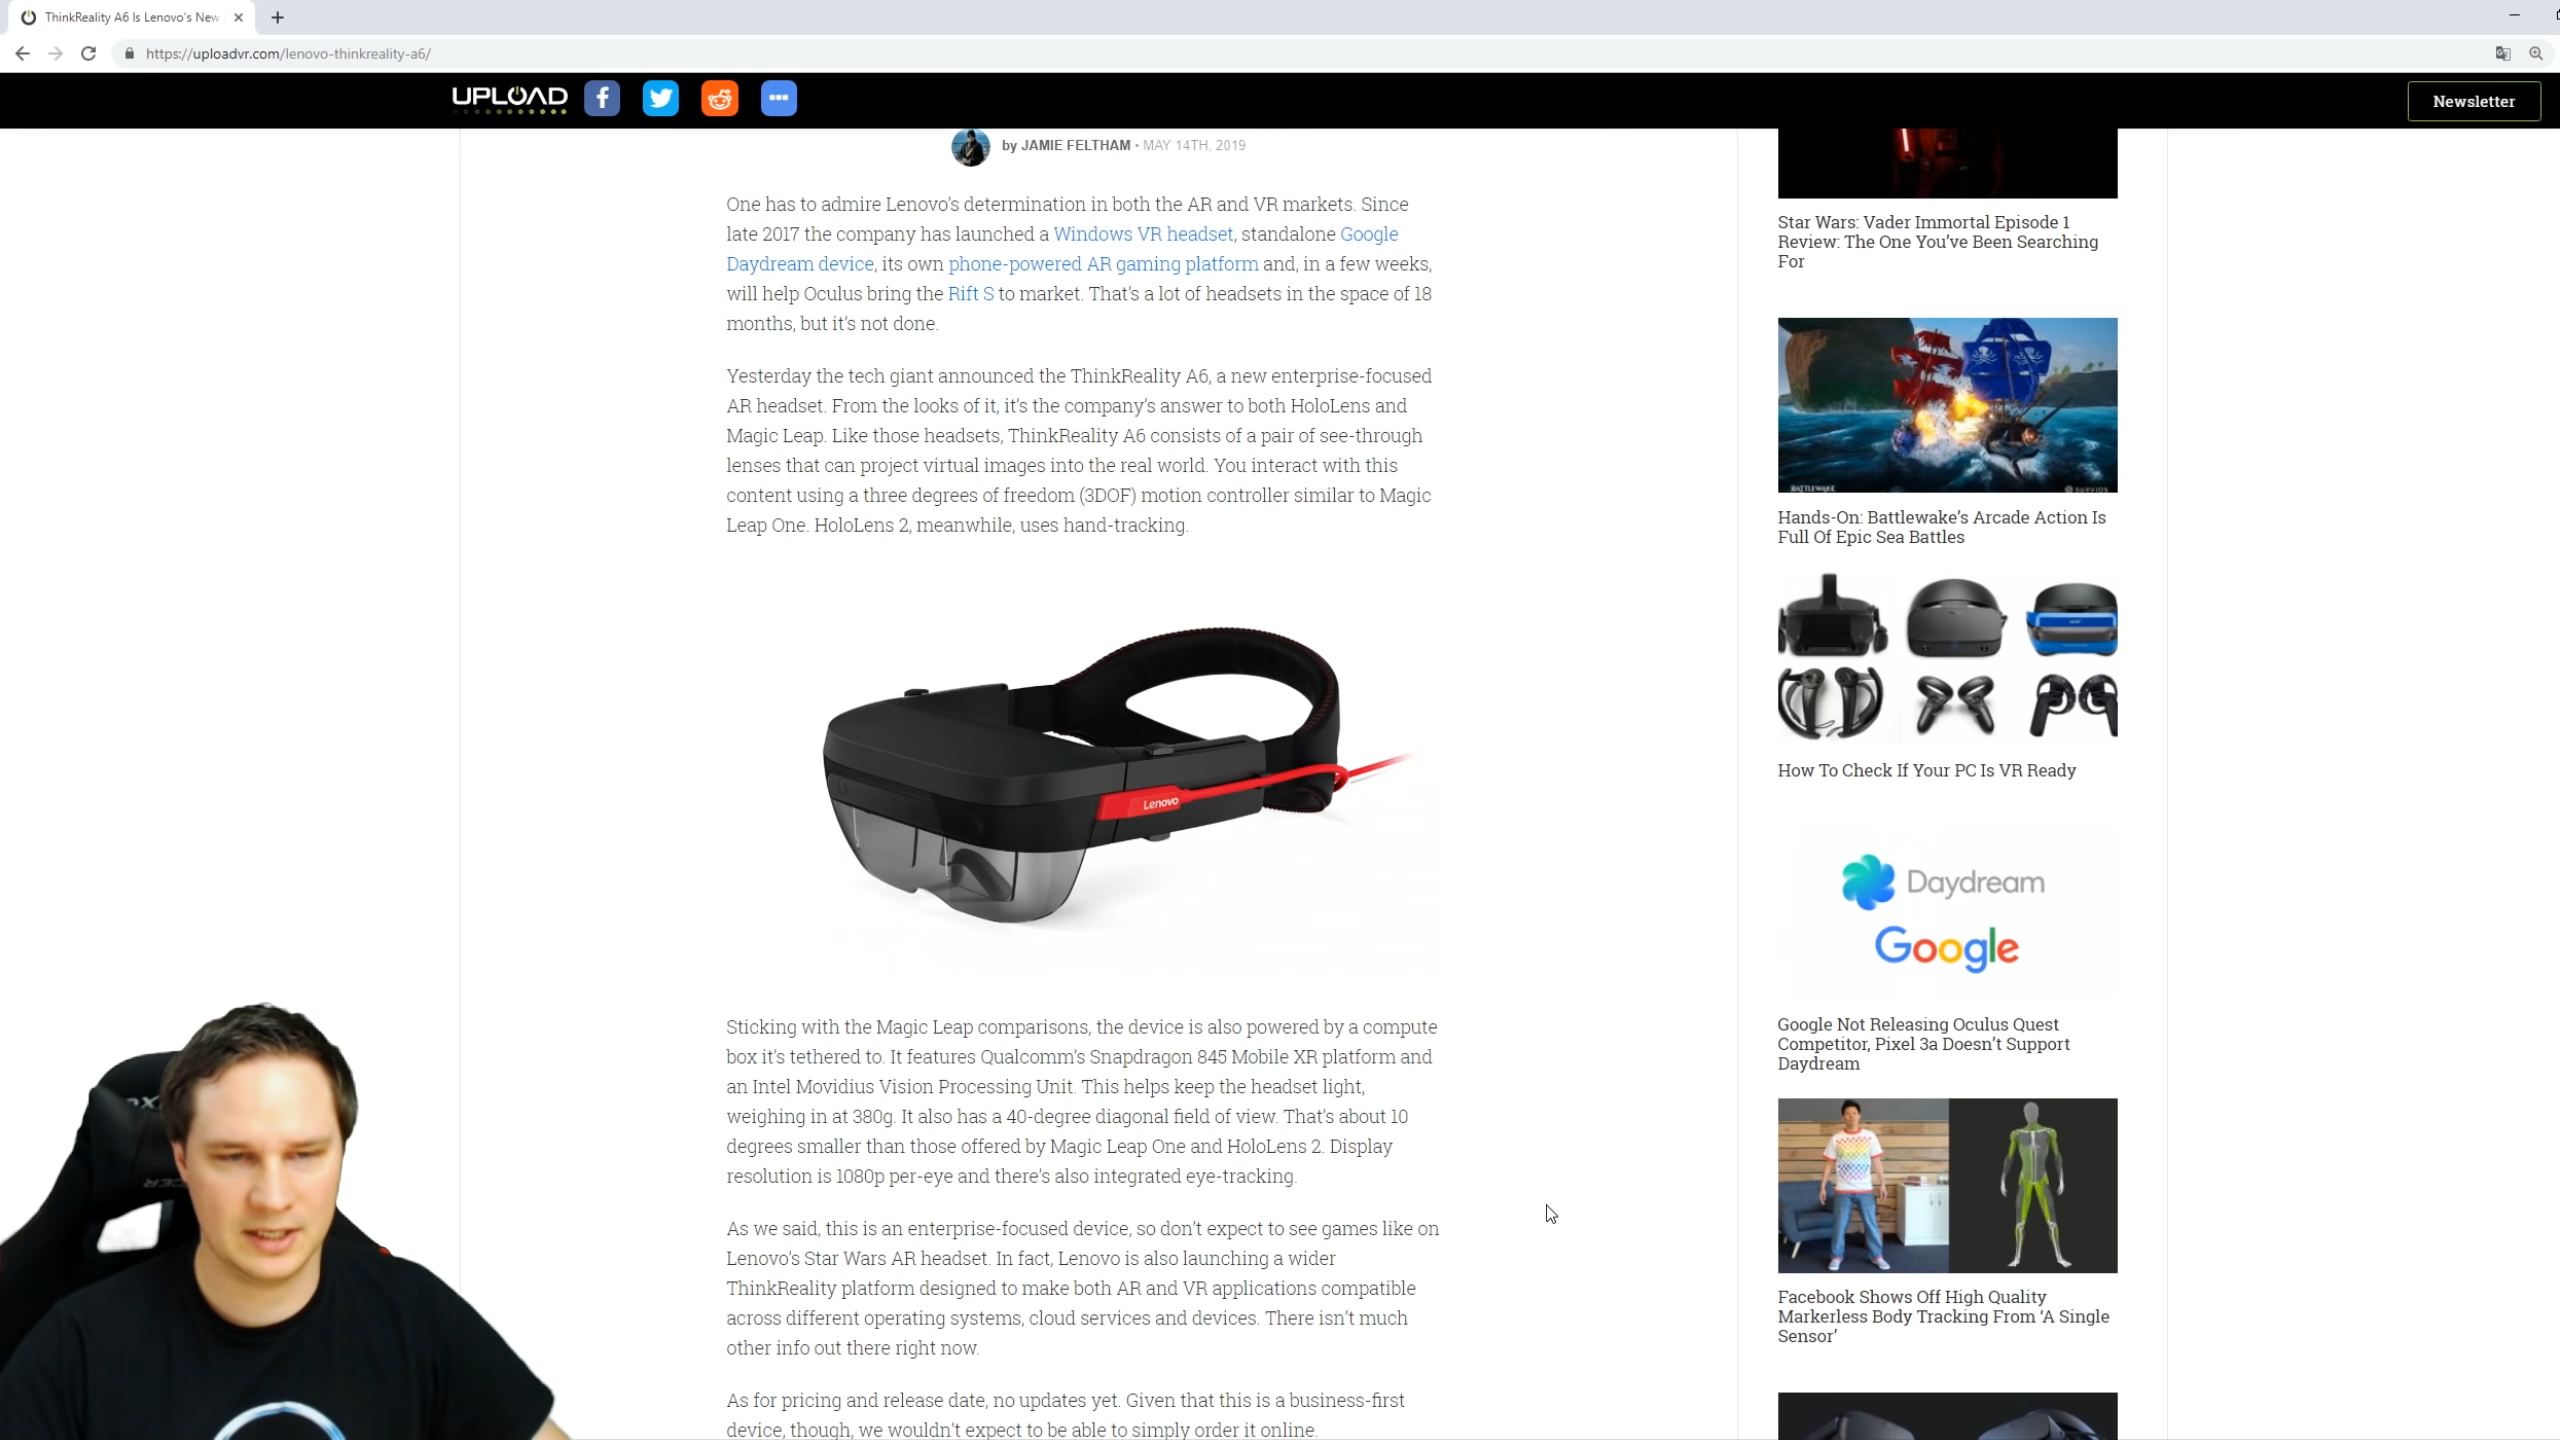 ThinkReality A6 Is Lenovo's New
https://uploadvr.com/lenovo-thinkreality-a6/
UPLOAD
Newsletter
by JAMIE FELTHAM • MAY 14TH, 2019
One has to admire Lenovo's determination in both the AR and VR markets. Since
late 2017 the company has launched a Windows VR headset, standalone Google
Daydream device, its own phone-powered AR gaming platform and, in a few weeks,
will help Oculus bring the Rift S to market. That's a lot of headsets in the space of 18
months, but it's not done.
Yesterday the tech giant announced the ThinkReality A6, a new enterprise-focused
AR headset. From the looks of it, it's the company's answer to both HoloLens and
Magic Leap. Like those headsets, ThinkReality A6 consists of a pair of see-through
lenses that can project virtual images into the real world. You interact with this
content using a three degrees of freedom (3DOF) motion controller similar to Magic
Leap One. HoloLens 2, meanwhile, uses hand-tracking.
Lenovo
Sticking with the Magic Leap comparisons, the device is also powered by a compute
box it's tethered to. It features Qualcomm's Snapdragon 845 Mobile XR platform and
an Intel Movidius Vision Processing Unit. This helps keep the headset light,
weighing in at 380g. It also has a 40-degree diagonal field of view. That's about 10
degrees smaller than those offered by Magic Leap One and HoloLens 2. Display
resolution is 1080p per-eye and there's also integrated eye-tracking.
As we said, this is an enterprise-focused device, so don't expect to see games like on
Lenovo's Star Wars AR headset. In fact, Lenovo is also launching a wider
ThinkReality platform designed to make both AR and VR applications compatible
across different operating systems, cloud services and devices. There isn't much
other info out there right now.
As for pricing and release date, no updates yet. Given that this is a business-first
device, though, we wouldn't expect to be able to simply order it online.
Star Wars: Vader Immortal Episode 1
Review: The One You've Been Searching
For
BATTLEWAKE
SURVIOS
Hands-On: Battlewake's Arcade Action Is
Full Of Epic Sea Battles
How To Check If Your PC Is VR Ready
Daydream
Google
Google Not Releasing Oculus Quest
Competitor, Pixel 3a Doesn't Support
Daydream
Facebook Shows Off High Quality
Markerless Body Tracking From 'A Single
Sensor'